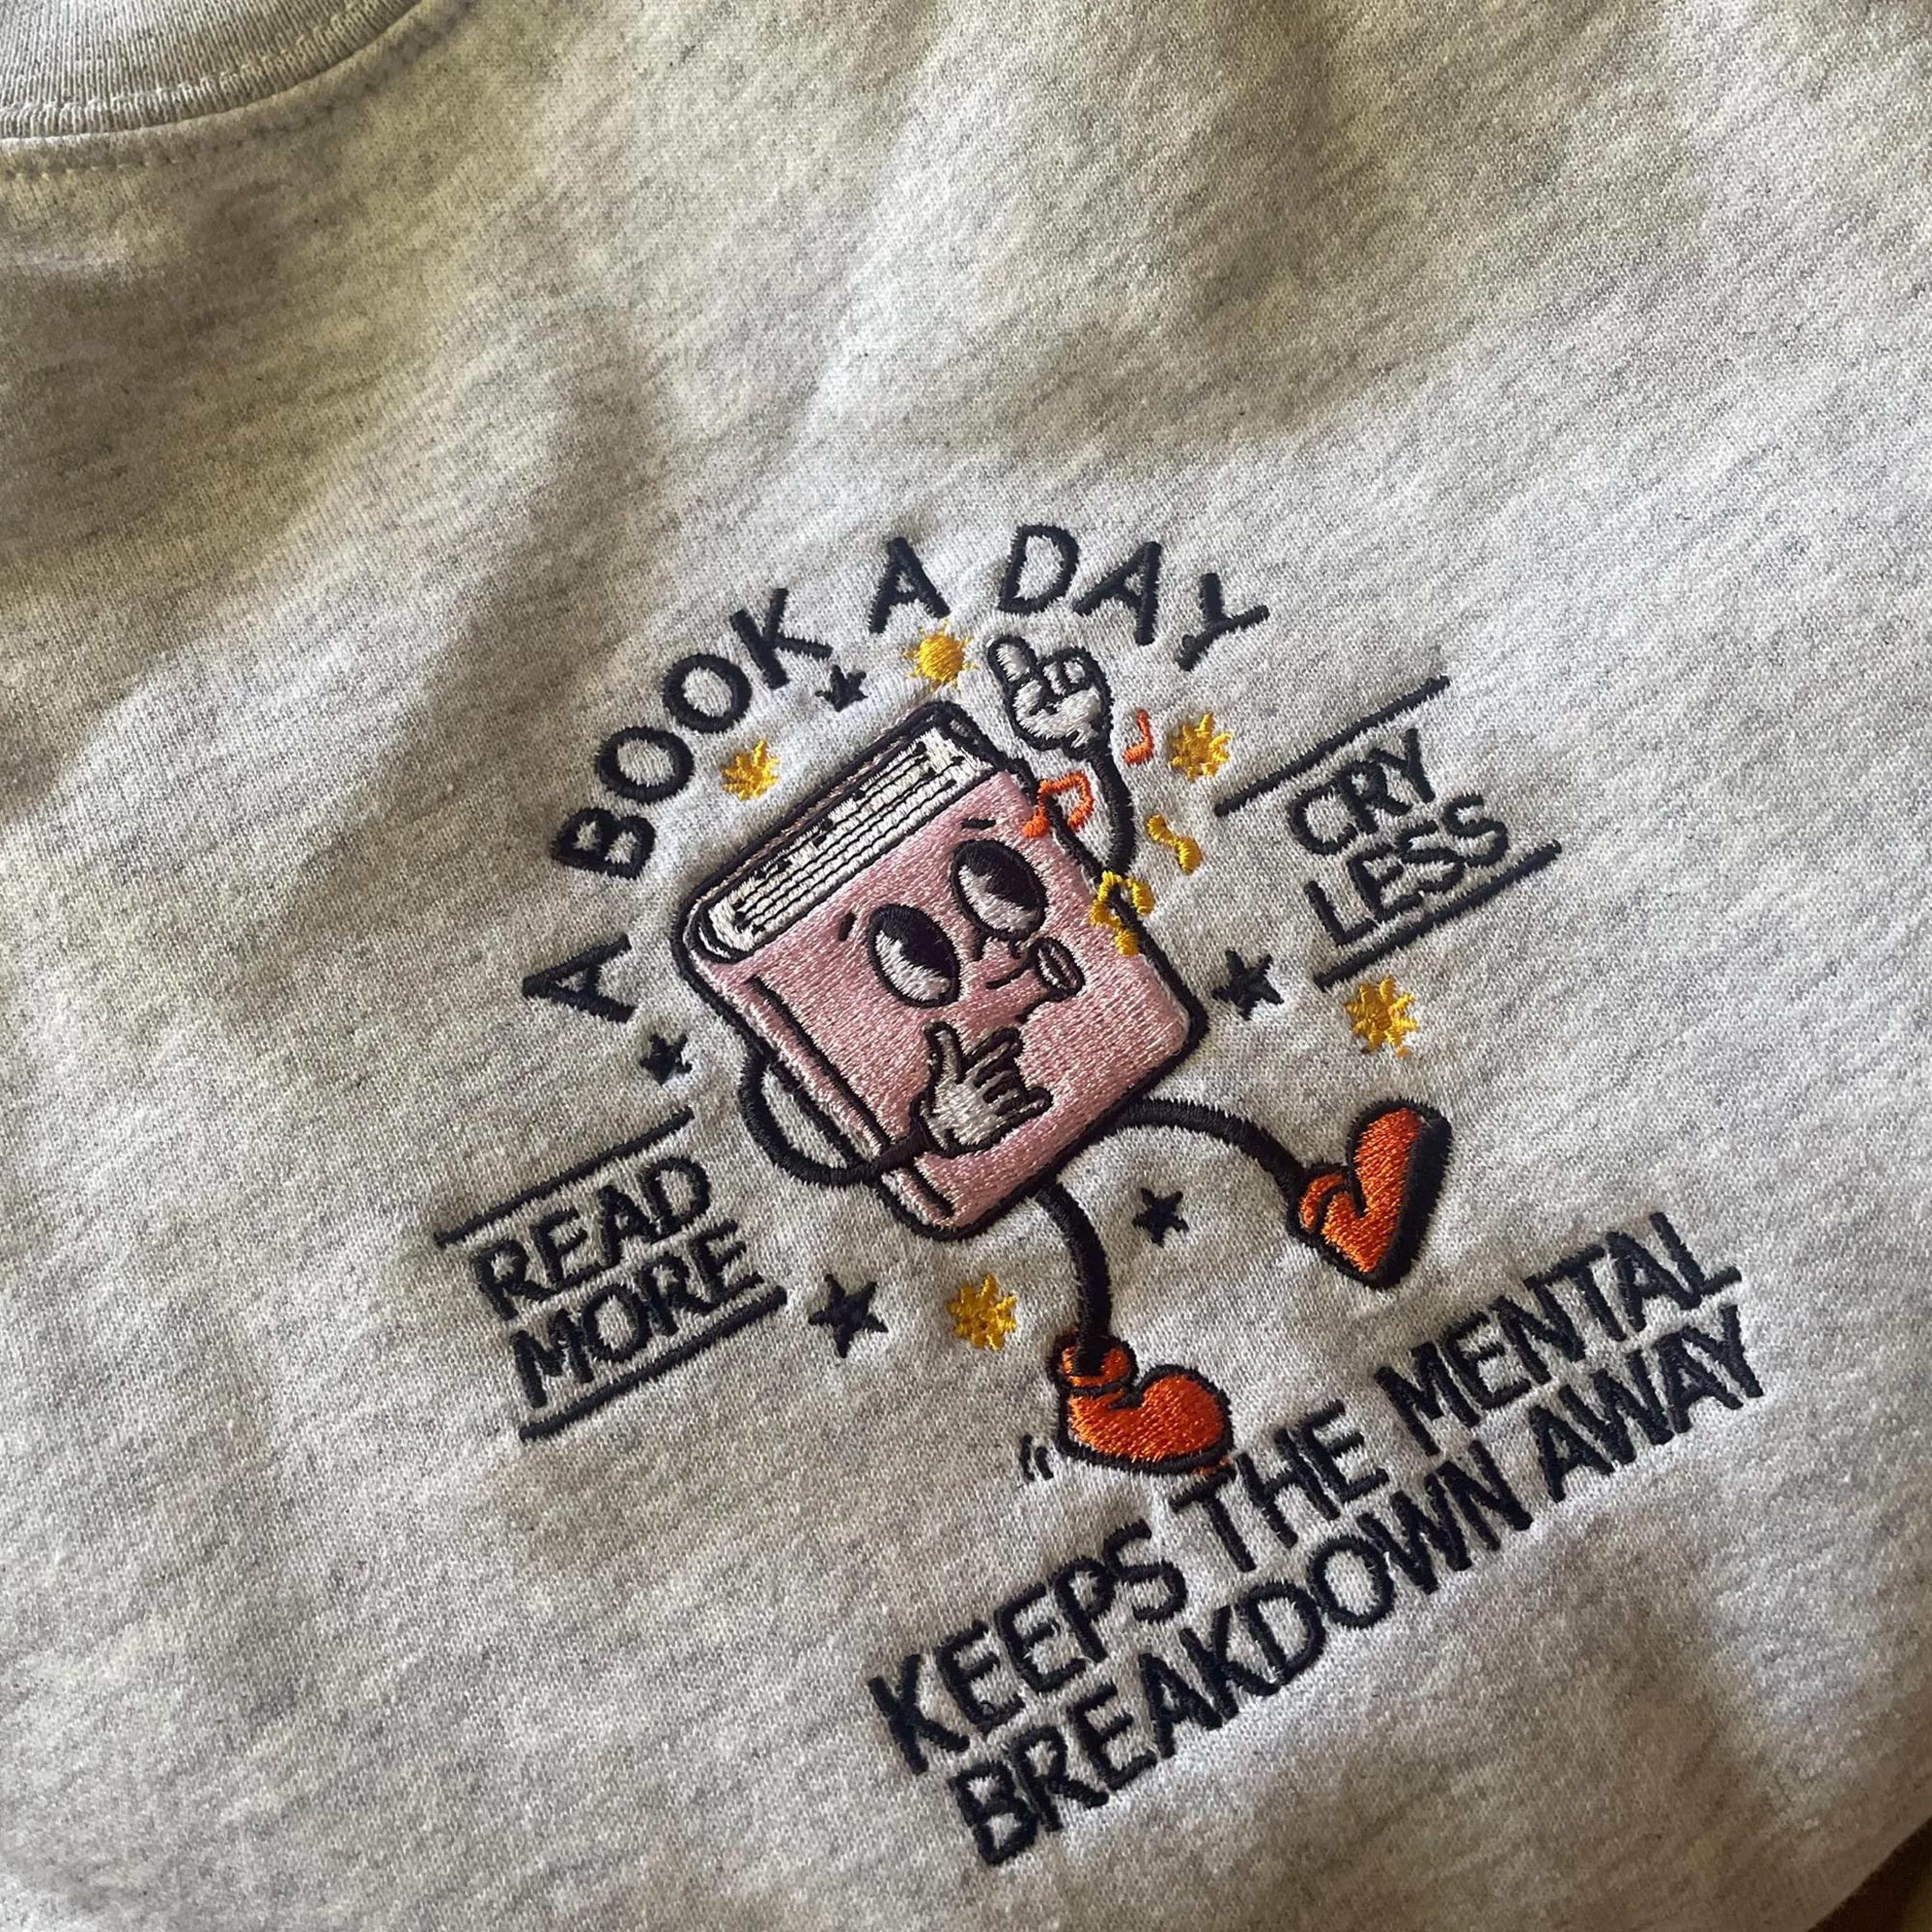 A BOOK A DAY
CRY
LESS
READ
MORE
KEEPS THE MENTAL
BREAKDOWN AWAY